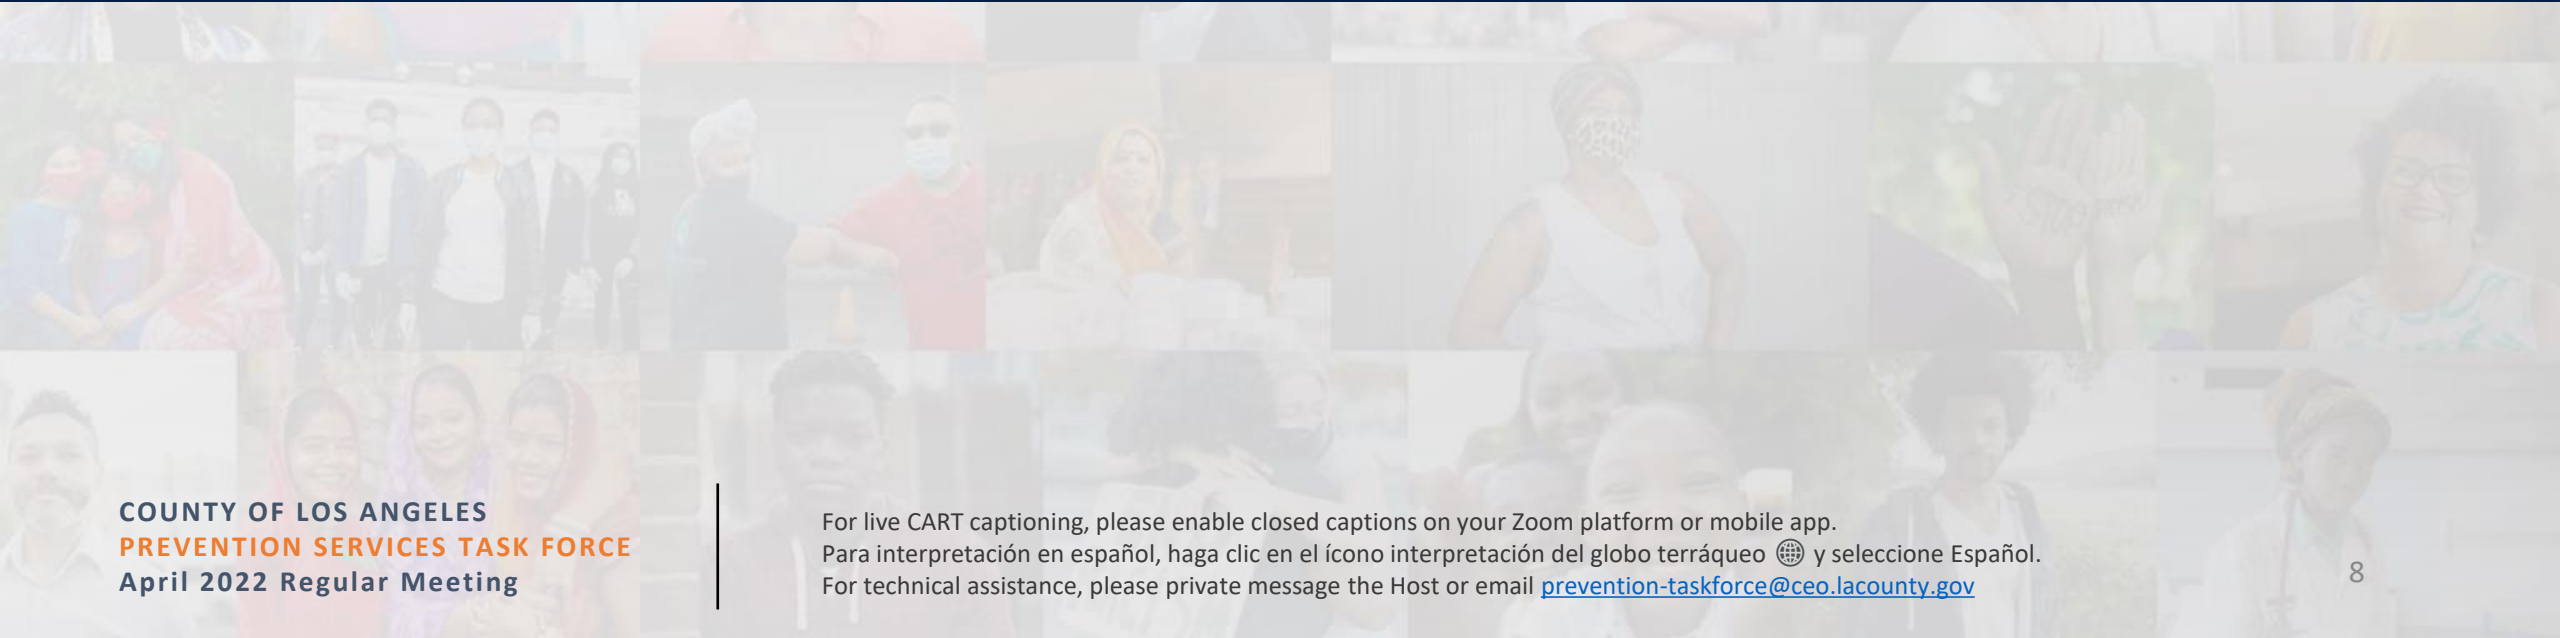 COUNTY OF LOS ANGELES
PREVENTION SERVICES TASK FORCE
April 2022 Regular Meeting
For live CART captioning, please enable closed captions on your Zoom platform or mobile app.
Para interpretación en español, haga clic en el ícono interpretación del globo terráqueo y seleccione Español.
For technical assistance, please private message the Host or email prevention-taskforce@ceo.lacounty.gov
8